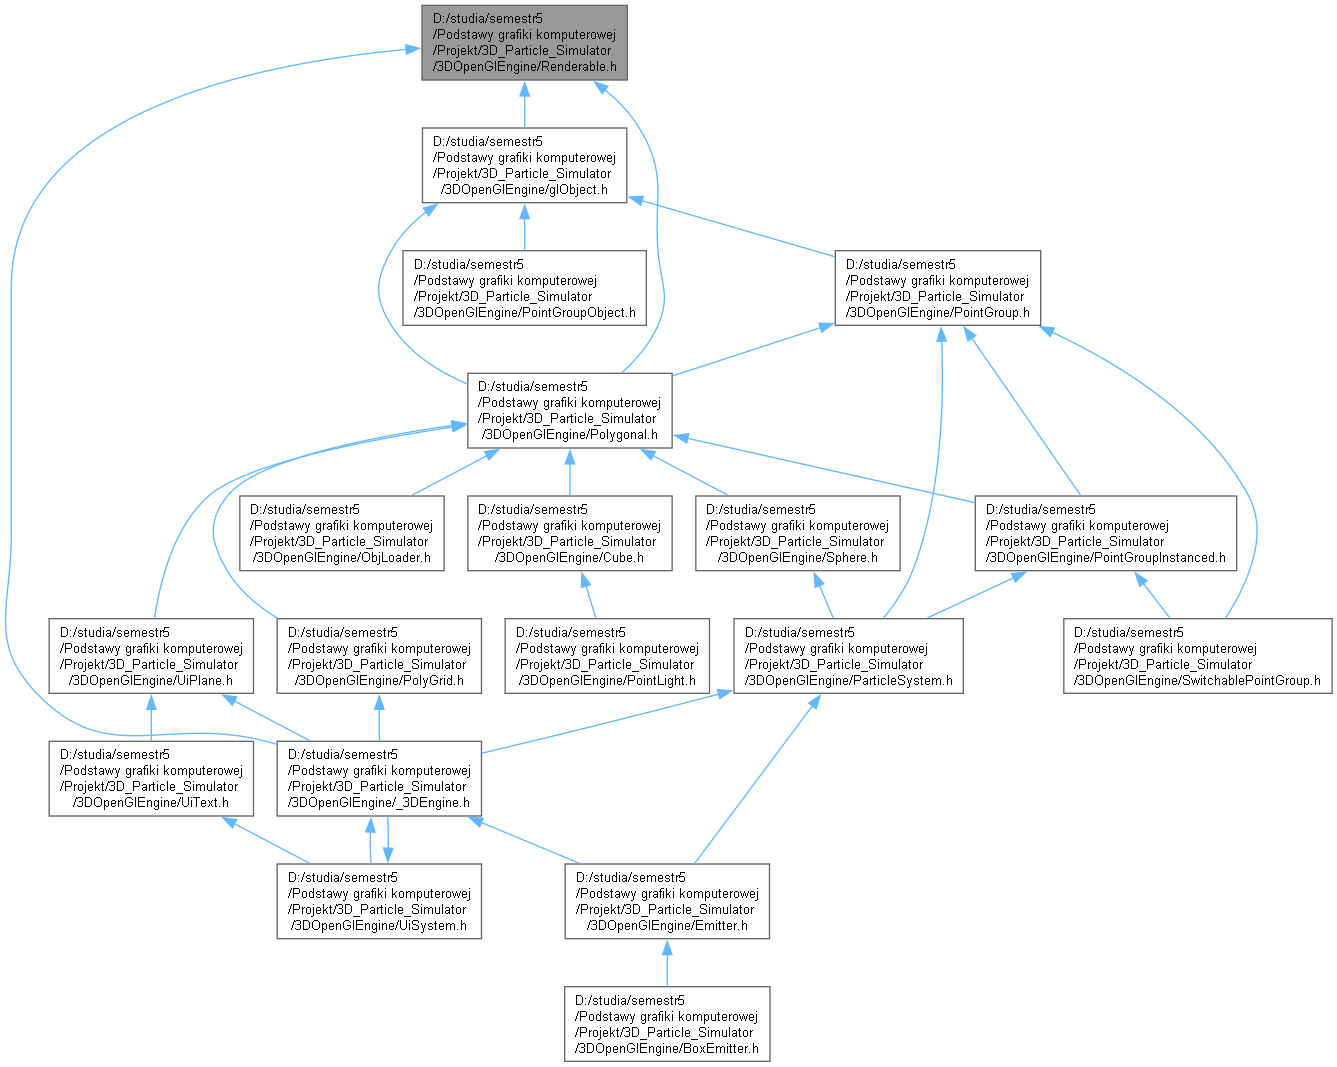 D:/studia/semestr5
/Podstawy grafiki komputerowej
/Projekt/3D_Particle_Simulator
/3DOpenGlEngine/Renderable.h
D:/studia/semestr5
/Podstawy grafiki komputerowej
/Projekt/3D_Particle_Simulator
/3DOpenGlEngine/glObject.h
D:/studia/semestr5
/Podstawy grafiki komputerowej
/Projekt/3D_Particle_Simulator
/3DOpenGlEngine/PointGroupObject.h
D:/studia/semestr5
/Podstawy grafiki komputerowej
/Projekt/3D_Particle_Simulator
/3DOpenGlEngine/PointGroup.h
D:/studia/semestr5
/Podstawy grafiki komputerowej
/Projekt/3D_Particle_Simulator
/3DOpenGlEngine/Polygonal.h
D:/studia/semestr5
/Podstawy grafiki komputerowej
/Projekt/3D_Particle_Simulator
/3DOpenGlEngine/ObjLoader.h
D:/studia/semestr5
/Podstawy grafiki komputerowej
/Projekt/3D_Particle_Simulator
/3DOpenGlEngine/Cube.h
D:/studia/semestr5
/Podstawy grafiki komputerowej
/Projekt/3D_Particle_Simulator
/3DOpenGlEngine/Sphere.h
D:/studia/semestr5
/Podstawy grafiki komputerowej
/Projekt/3D_Particle_Simulator
/3DOpenGlEngine/PointGroupInstanced.h
D:/studia/semestr5
/Podstawy grafiki komputerowej
/Projekt/3D_Particle_Simulator
/3DOpenGlEngine/UiPlane.h
D:/studia/semestr5
/Podstawy grafiki komputerowej
/Projekt/3D_Particle_Simulator
/3DOpenGlEngine/PolyGrid.h
D:/studia/semestr5
/Podstawy grafiki komputerowej
/Projekt/3D_Particle_Simulator
/3DOpenGlEngine/PointLight.h
D:/studia/semestr5
/Podstawy grafiki komputerowej
/Projekt/3D_Particle_Simulator
/3DOpenGlEngine/ParticleSystem.h
D:/studia/semestr5
/Podstawy grafiki komputerowej
/Projekt/3D_Particle_Simulator
/3DOpenGlEngine/SwitchablePointGroup.h
D:/studia/semestr5
/Podstawy grafiki komputerowej
/Projekt/3D_Particle_Simulator
/3DOpenGlEngine/UiText.h
D:/studia/semestr5
/Podstawy grafiki komputerowej
/Projekt/3D_Particle_Simulator
/3DOpenGlEngine/_3DEngine.h
D:/studia/semestr5
/Podstawy grafiki komputerowej
/Projekt/3D_Particle_Simulator
/3DOpenGlEngine/UiSystem.h
D:/studia/semestr5
/Podstawy grafiki komputerowej
/Projekt/3D_Particle_Simulator
/3DOpenGlEngine/Emitter.h
D:/studia/semestr5
/Podstawy grafiki komputerowej
/Projekt/3D_Particle_Simulator
/3DOpenGlEngine/BoxEmitter.h